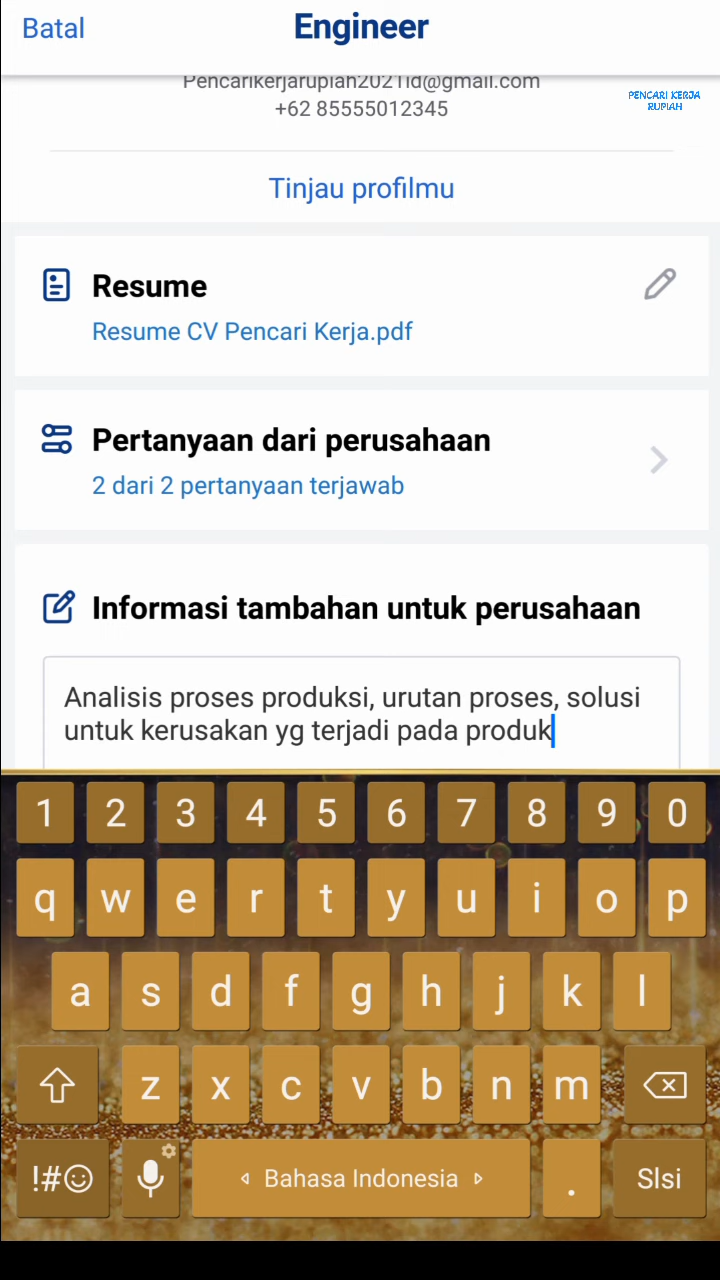 Batal
Engineer
Pencarikerjarupiah2021id@gmail.com
+62 85555012345
PENCARI KERJA
RUPIAH
Tinjau profilmu
Resume
Resume CV Pencari Kerja.pdf
Pertanyaan dari perusahaan
2 dari 2 pertanyaan terjawab
Informasi tambahan untuk perusahaan
Analisis proses produksi, urutan proses, solusi
untuk kerusakan yg terjadi pada produk
1 2 3 4 5 6 7 8 9 0
q w e r t y u i o p
a s d f g h j k l
z x c v b n m
!#☺ Bahasa Indonesia . Slsi